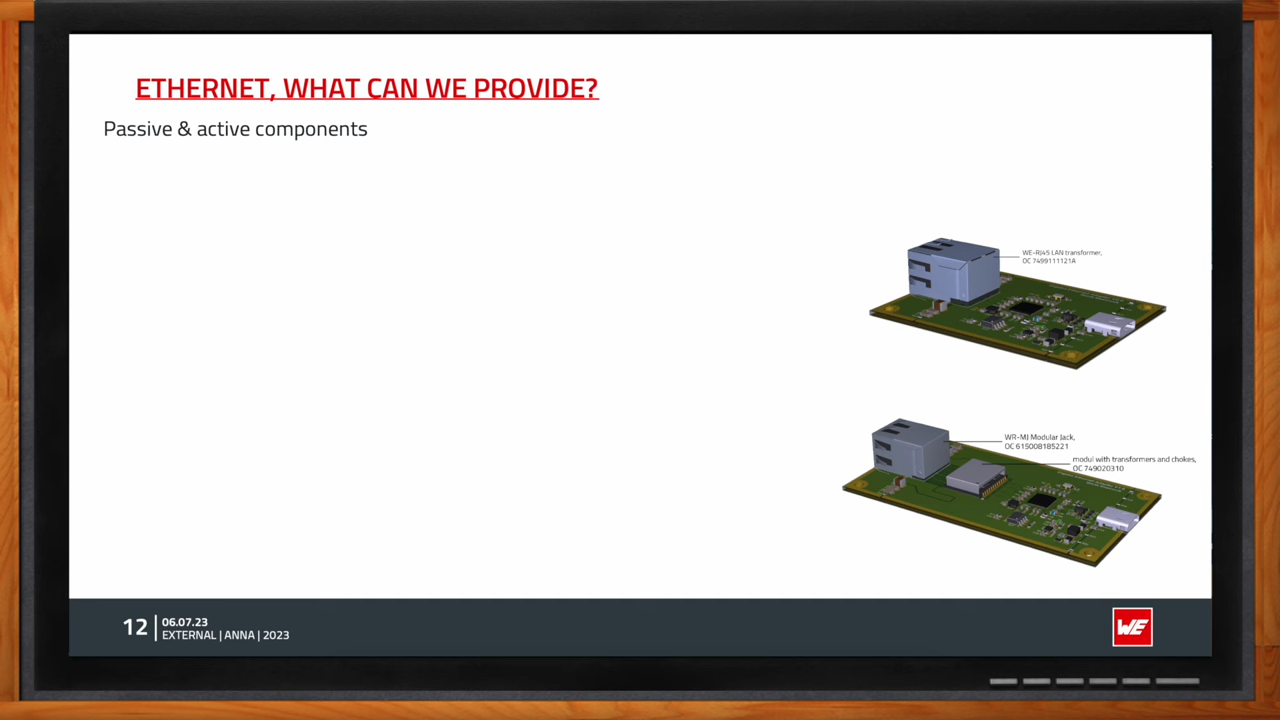 ETHERNET, WHAT CAN WE PROVIDE?
Passive & active components
WE-RJ45 LAN transformer,
OC 7499111121A
WR-MJ Modular Jack,
OC 615008185221
modul with transformers and chokes,
OC 749020310
12
06.07.23
EXTERNAL | ANNA | 2023
WE